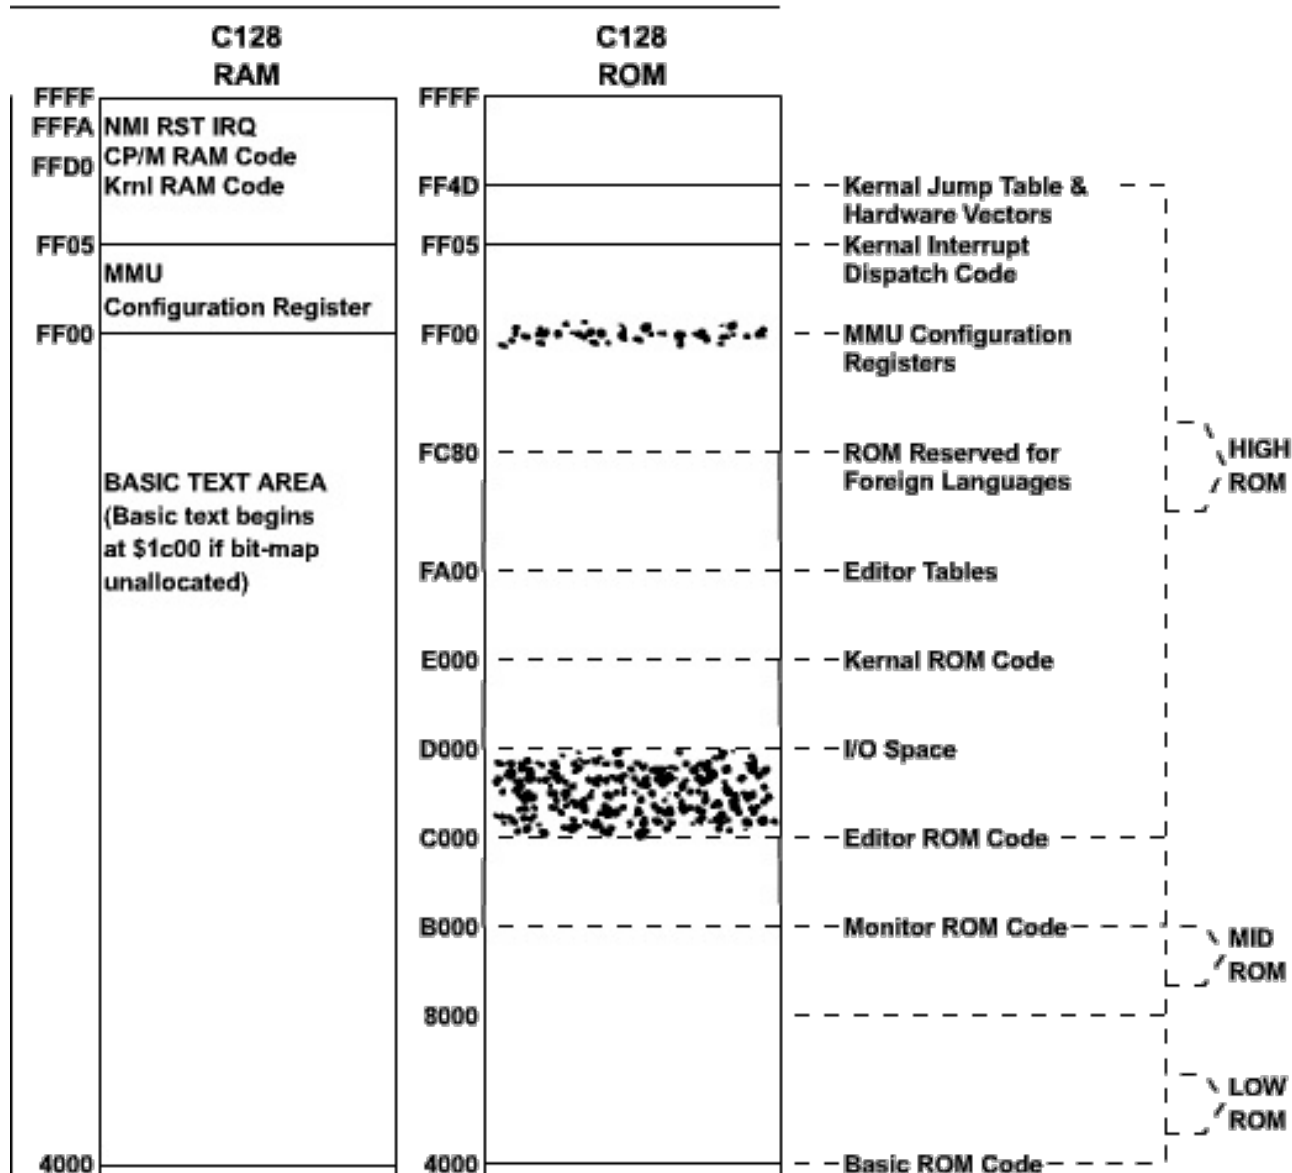 C128
RAM
C128
ROM
FFFF
FFFA NMI RST IRQ
FFD0 CP/M RAM Code
Krnl RAM Code
FF05
MMU
Configuration Register
FF00
BASIC TEXT AREA
(Basic text begins
at $1c00 if bit-map
unallocated)
4000
FFFF
FF4D
Kernal Jump Table &
Hardware Vectors
FF05
Kernal Interrupt
Dispatch Code
FF00
MMU Configuration
Registers
FC80
ROM Reserved for
Foreign Languages
FA00
Editor Tables
E000
Kernal ROM Code
D000
I/O Space
C000
Editor ROM Code
B000
Monitor ROM Code
8000
4000
Basic ROM Code
HIGH
ROM
MID
ROM
LOW
ROM